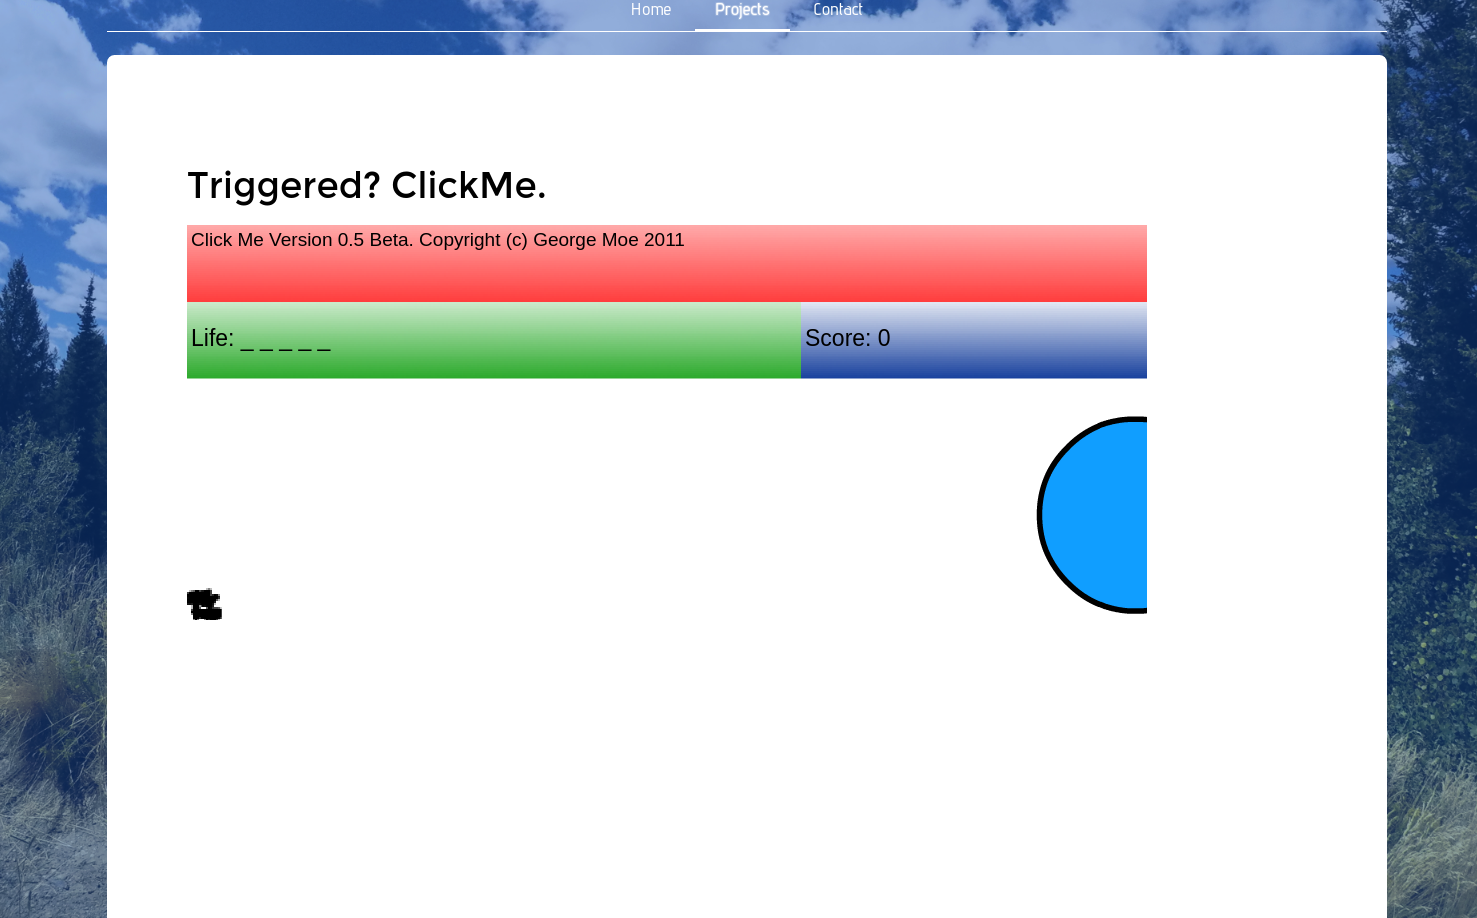 Home Projects Contact
Triggered? ClickMe.
Click Me Version 0.5 Beta. Copyright (c) George Moe 2011
Life: _ _ _ _ _
Score: 0